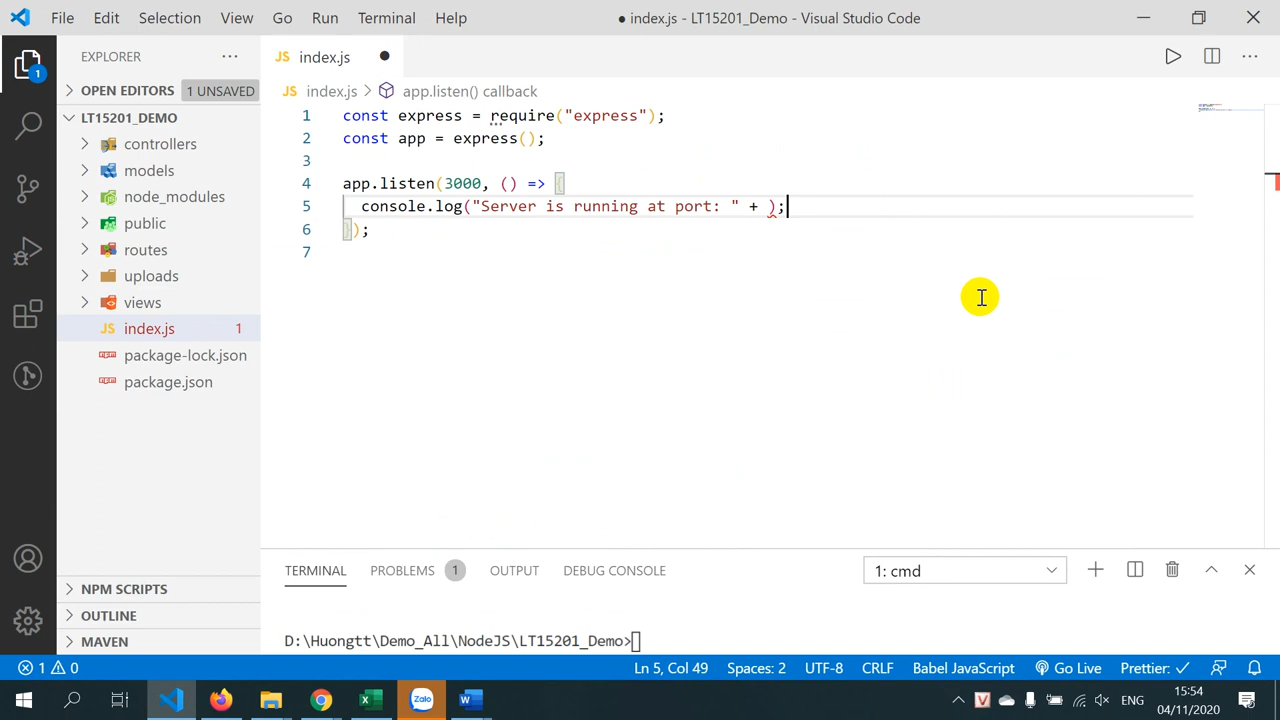 File Edit Selection View Go Run Terminal Help
● index.js - LT15201_Demo - Visual Studio Code
EXPLORER ···
JS index.js ●
OPEN EDITORS 1 UNSAVED
JS index.js > app.listen() callback
LT15201_DEMO
controllers
models
node_modules
public
routes
uploads
views
JS index.js 1
package-lock.json
package.json
NPM SCRIPTS
OUTLINE
MAVEN
1
1 const express = require("express");
2 const app = express();
3
4 app.listen(3000, () => {
5 console.log("Server is running at port: " + );
6 });
7
TERMINAL PROBLEMS 1 OUTPUT DEBUG CONSOLE 1: cmd
D:\Huongtt\Demo_All\NodeJS\LT15201_Demo>
1 0 Ln 5, Col 49 Spaces: 2 UTF-8 CRLF Babel JavaScript Go Live Prettier: ✓
Zalo ENG 15:54
04/11/2020